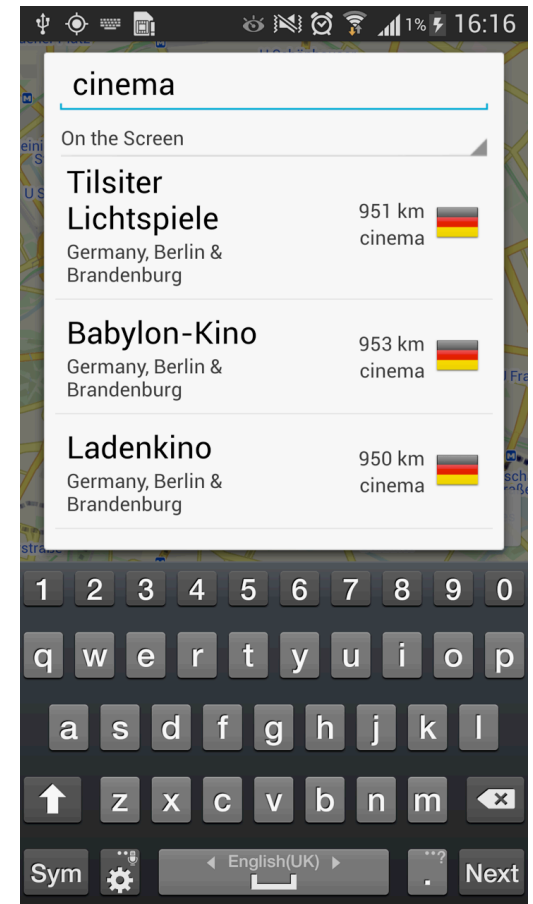 1% 16:16
cinema
On the Screen
Tilsiter
Lichtspiele
951 km
cinema
Germany, Berlin &
Brandenburg
Babylon-Kino
953 km
cinema
Germany, Berlin &
Brandenburg
Ladenkino
950 km
cinema
Germany, Berlin &
Brandenburg
1 2 3 4 5 6 7 8 9 0
q w e r t y u i o p
a s d f g h j k l
z x c v b n m
Sym English(UK) . ? Next